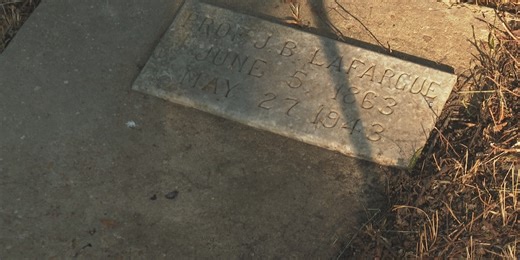 PROF. J. B. LAFARGUE
JUNE 5, 1863
MAY 27, 1943